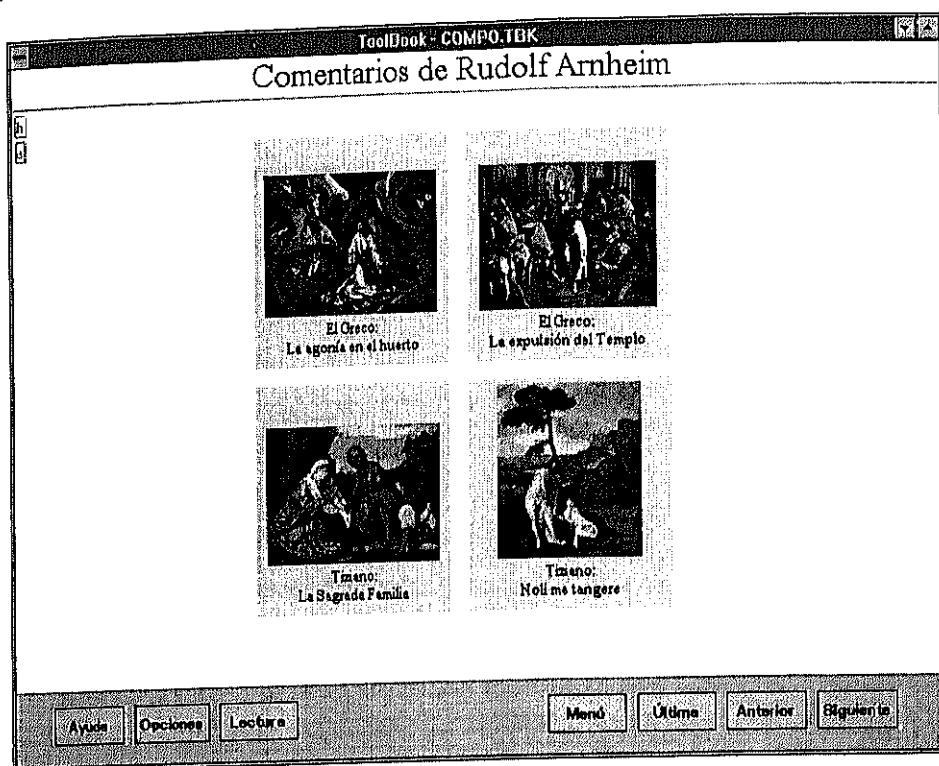 ToolBook - COMPO.TBK
Comentarios de Rudolf Arnheim
h
El Greco:
La agonía en el huerto
El Greco:
La expulsión del Templo
Tiziano:
La Sagrada Familia
Tiziano:
Noli me tangere
Ayuda
Opciones
Lectura
Menú
Última
Anterior
Siguiente